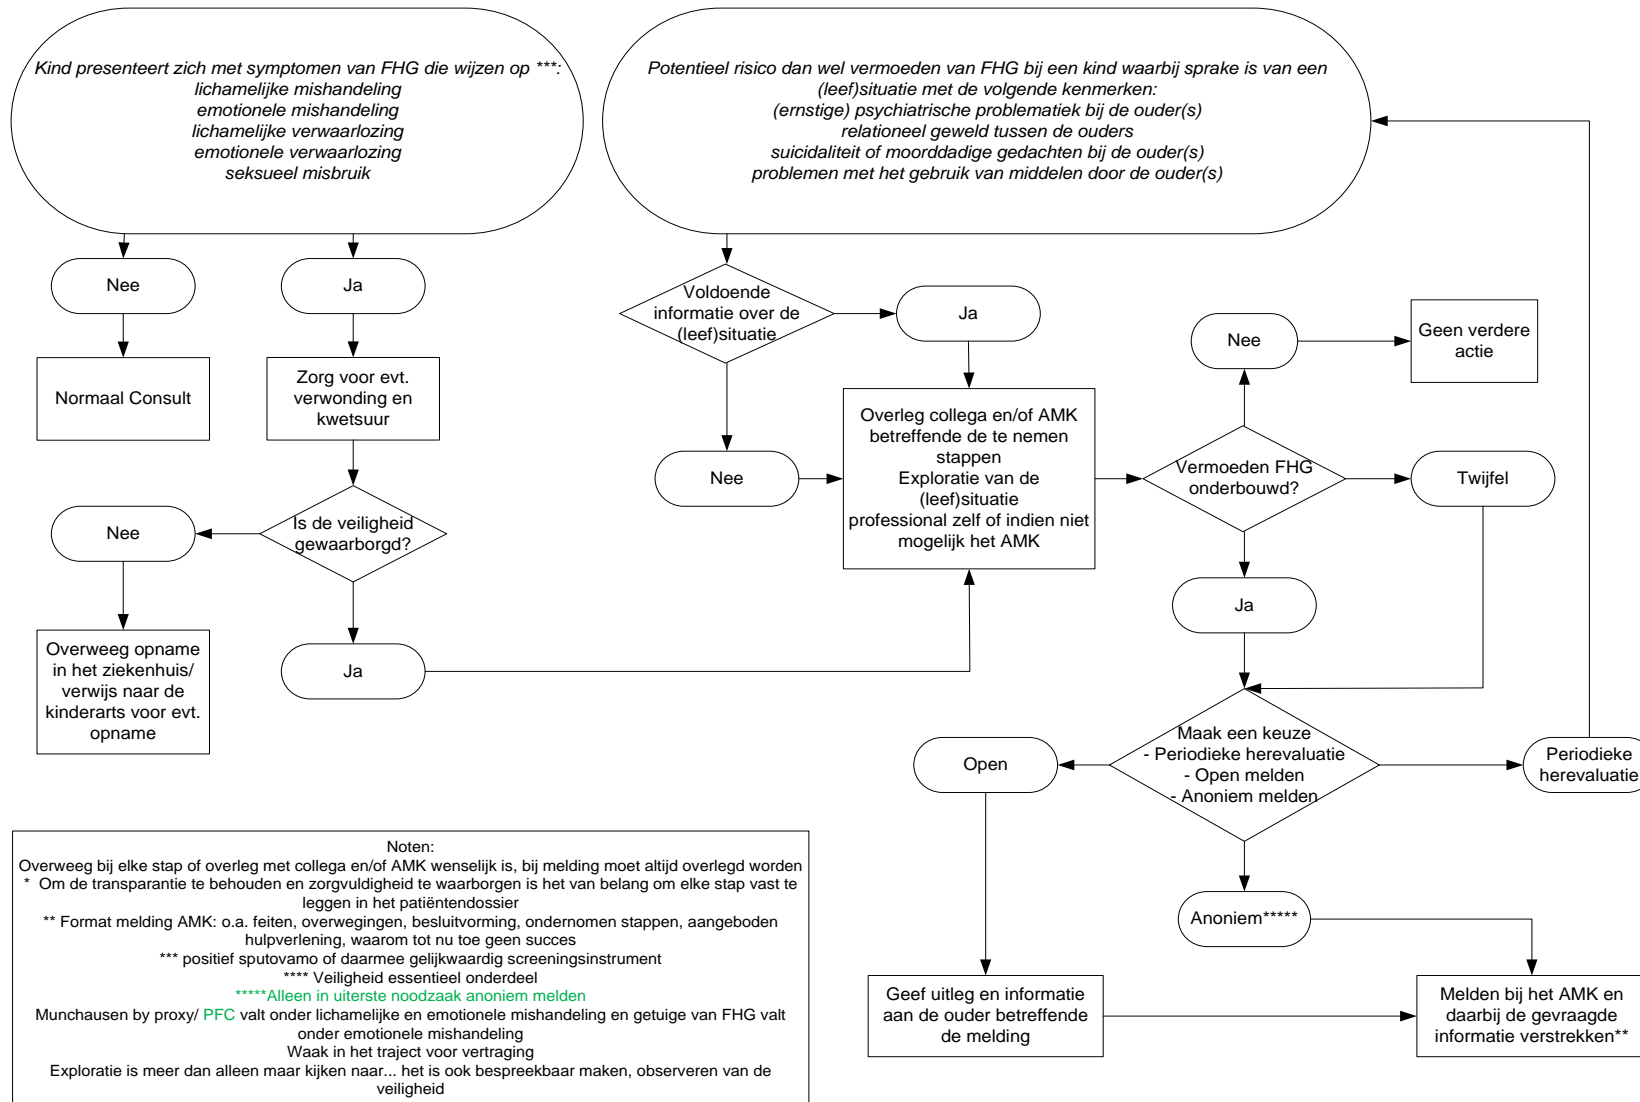 Kind presenteert zich met symptomen van FHG die wijzen op ***:
lichamelijke mishandeling
emotionele mishandeling
lichamelijke verwaarlozing
emotionele verwaarlozing
seksueel misbruik
Potentieel risico dan wel vermoeden van FHG bij een kind waarbij sprake is van een
(leef)situatie met de volgende kenmerken:
(ernstige) psychiatrische problematiek bij de ouder(s)
relationeel geweld tussen de ouders
suicidaliteit of moorddadige gedachten bij de ouder(s)
problemen met het gebruik van middelen door de ouder(s)
Nee
Ja
Normaal Consult
Zorg voor evt.
verwonding en
kwetsuur
Is de veiligheid
gewaarborgd?
Nee
Overweeg opname
in het ziekenhuis/
verwijs naar de
kinderarts voor evt.
opname
Ja
Voldoende
informatie over de
(leef)situatie
Ja
Nee
Overleg collega en/of AMK
betreffende de te nemen
stappen
Exploratie van de
(leef)situatie
professional zelf of indien niet
mogelijk het AMK
Vermoeden FHG
onderbouwd?
Nee
Geen verdere
actie
Twijfel
Ja
Maak een keuze
- Periodieke herevaluatie
- Open melden
- Anoniem melden
Open
Periodieke
herevaluatie
Anoniem*****
Geef uitleg en informatie
aan de ouder betreffende
de melding
Melden bij het AMK en
daarbij de gevraagde
informatie verstrekken**
Noten:
Overweeg bij elke stap of overleg met collega en/of AMK wenselijk is, bij melding moet altijd overlegd worden
* Om de transparantie te behouden en zorgvuldigheid te waarborgen is het van belang om elke stap vast te
leggen in het patiëntendossier
** Format melding AMK: o.a. feiten, overwegingen, besluitvorming, ondernomen stappen, aangeboden
hulpverlening, waarom tot nu toe geen succes
*** positief sputovamo of daarmee gelijkwaardig screeningsinstrument
**** Veiligheid essentieel onderdeel
*****Alleen in uiterste noodzaak anoniem melden
Munchausen by proxy/ PFC valt onder lichamelijke en emotionele mishandeling en getuige van FHG valt
onder emotionele mishandeling
Waak in het traject voor vertraging
Exploratie is meer dan alleen maar kijken naar... het is ook bespreekbaar maken, observeren van de
veiligheid